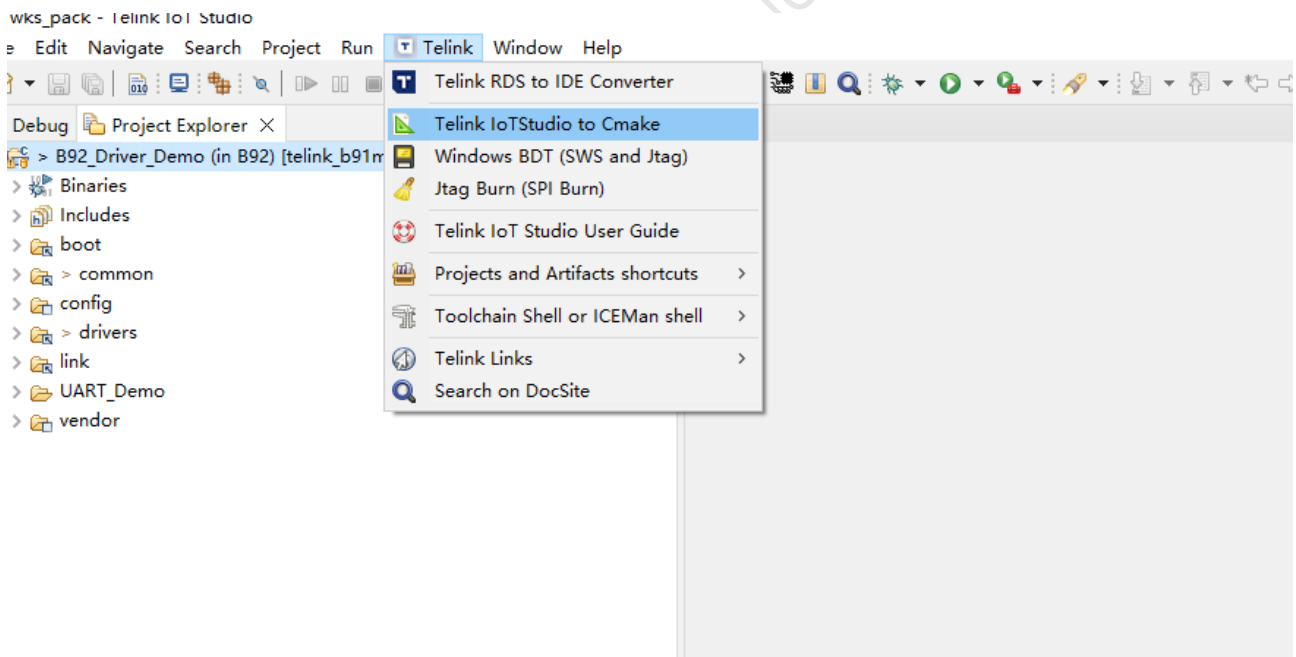 wks_pack - Telink IoT Studio
e Edit Navigate Search Project Run Telink Window Help
Telink RDS to IDE Converter
Debug Project Explorer
Telink IoTStudio to Cmake
> B92_Driver_Demo (in B92) [telink_b91m
Windows BDT (SWS and Jtag)
> Binaries
Jtag Burn (SPI Burn)
> Includes
Telink IoT Studio User Guide
> boot
> > common
Projects and Artifacts shortcuts >
> config
Toolchain Shell or ICEMan shell >
> > drivers
> link
Telink Links >
> UART_Demo
Search on DocSite
> vendor